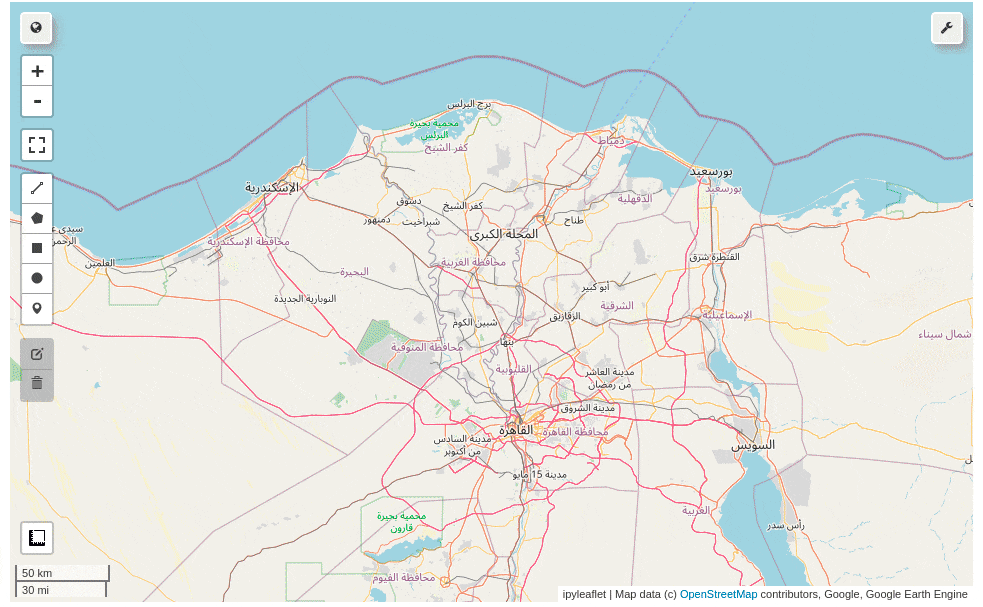 برج البرلس
محمية بحيرة
البرلس
كفر الشيخ
دمياط
بورسعيد
بورسعيد
الإسكندرية
الدقهلية
دسوق
كفر الشيخ
دمنهور
شبراخيت
طناح
المحلة الكبرى
محافظة الإسكندرية
القنطرة شرق
العلمين
محافظة الغربية
البحيرة
أبو كبير
النوبارية الجديدة
الشرقية
الزقازيق
الإسماعيلية
شبين الكوم
شمال سيناء
بنها
محافظة المنوفية
القليوبية
مدينة العاشر
من رمضان
مدينة الشروق
القاهرة
محافظة القاهرة
مدينة السادس
من أكتوبر
السويس
مدينة 15 مايو
محمية بحيرة
قارون
رأس سدر
محافظة الفيوم
+
-
50 km
30 mi
ipyleaflet | Map data (c) OpenStreetMap contributors, Google, Google Earth Engine